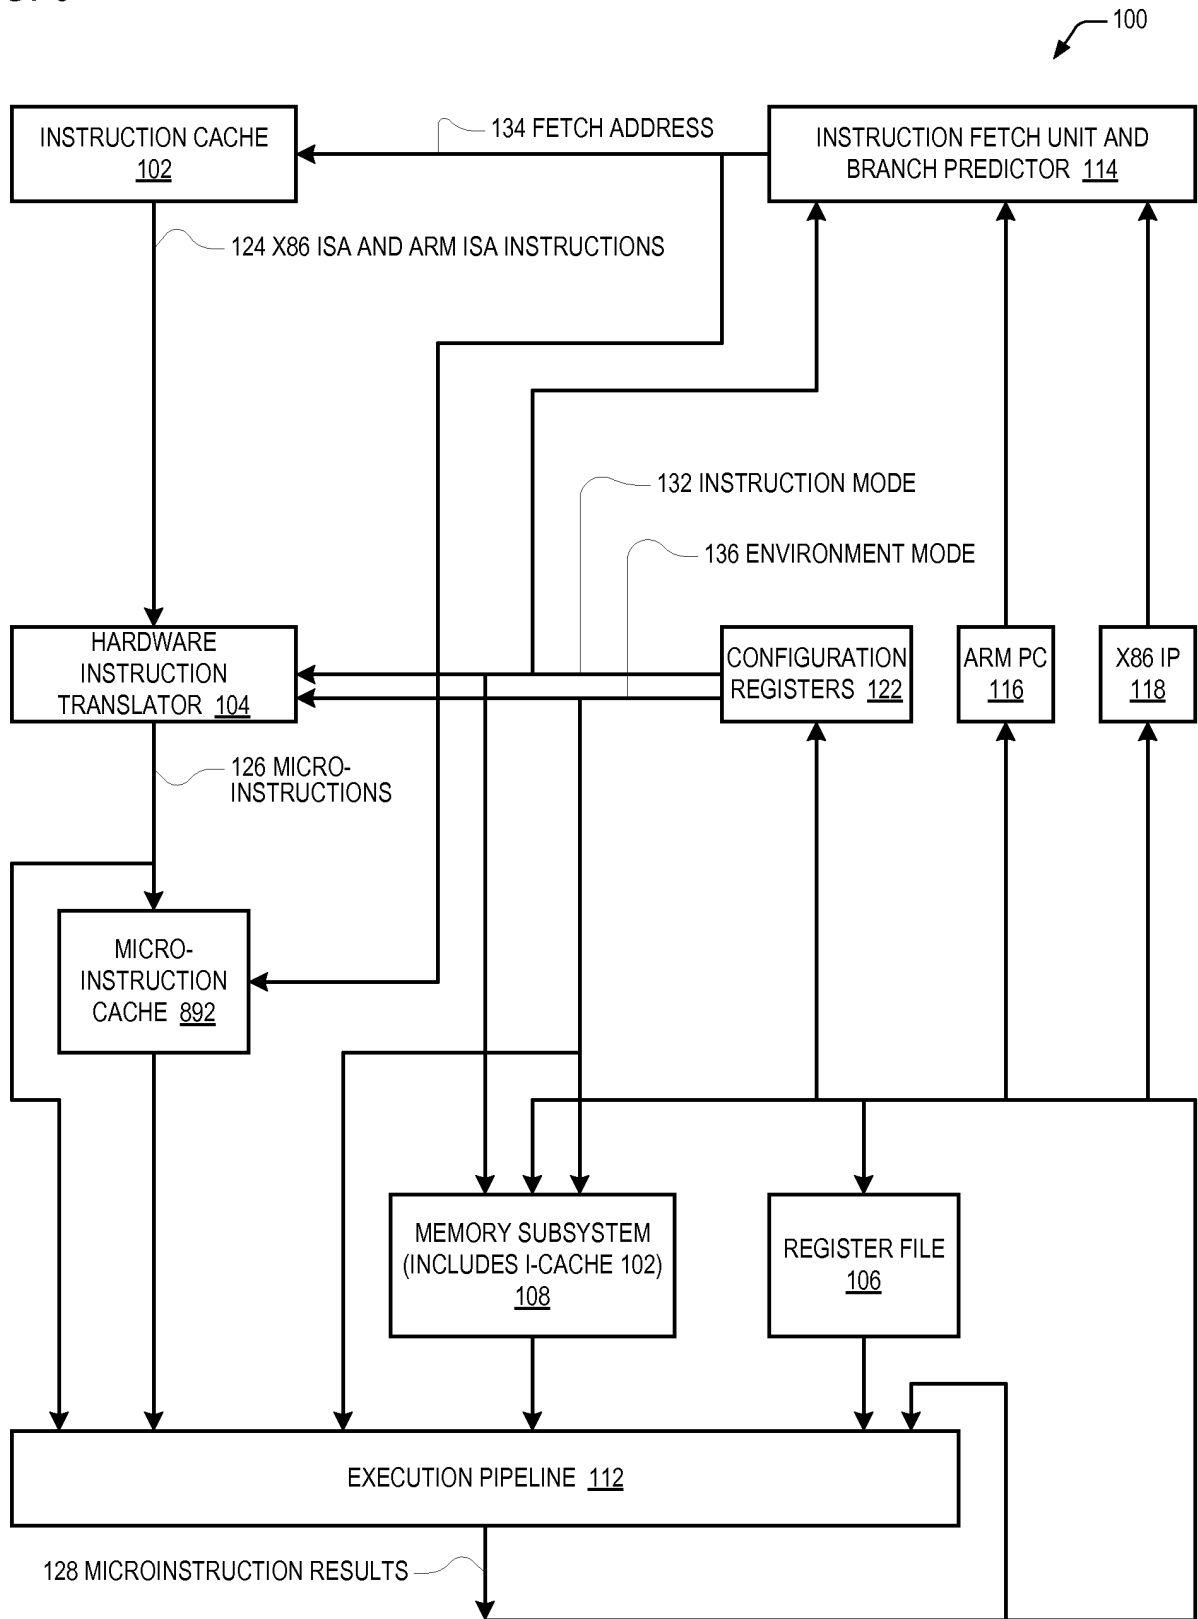 100
INSTRUCTION CACHE
102
134 FETCH ADDRESS
INSTRUCTION FETCH UNIT AND
BRANCH PREDICTOR 114
124 X86 ISA AND ARM ISA INSTRUCTIONS
132 INSTRUCTION MODE
136 ENVIRONMENT MODE
HARDWARE
INSTRUCTION
TRANSLATOR 104
CONFIGURATION
REGISTERS 122
ARM PC
116
X86 IP
118
126 MICRO-
INSTRUCTIONS
MICRO-
INSTRUCTION
CACHE 892
MEMORY SUBSYSTEM
(INCLUDES I-CACHE 102)
108
REGISTER FILE
106
EXECUTION PIPELINE 112
128 MICROINSTRUCTION RESULTS